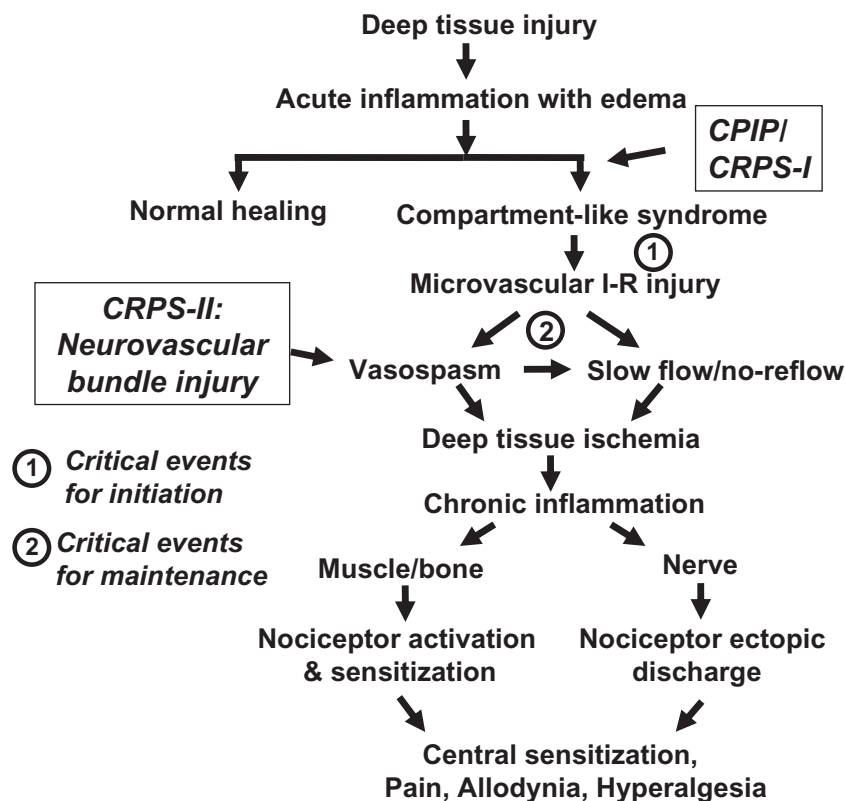 Deep tissue injury
Acute inflammation with edema
CPIP/
CRPS-I
Normal healing
Compartment-like syndrome
1
Microvascular I-R injury
CRPS-II:
Neurovascular
bundle injury
2
Vasospasm
Slow flow/no-reflow
Deep tissue ischemia
1 Critical events
for initiation
Chronic inflammation
2 Critical events
for maintenance
Muscle/bone
Nerve
Nociceptor activation
& sensitization
Nociceptor ectopic
discharge
Central sensitization,
Pain, Allodynia, Hyperalgesia